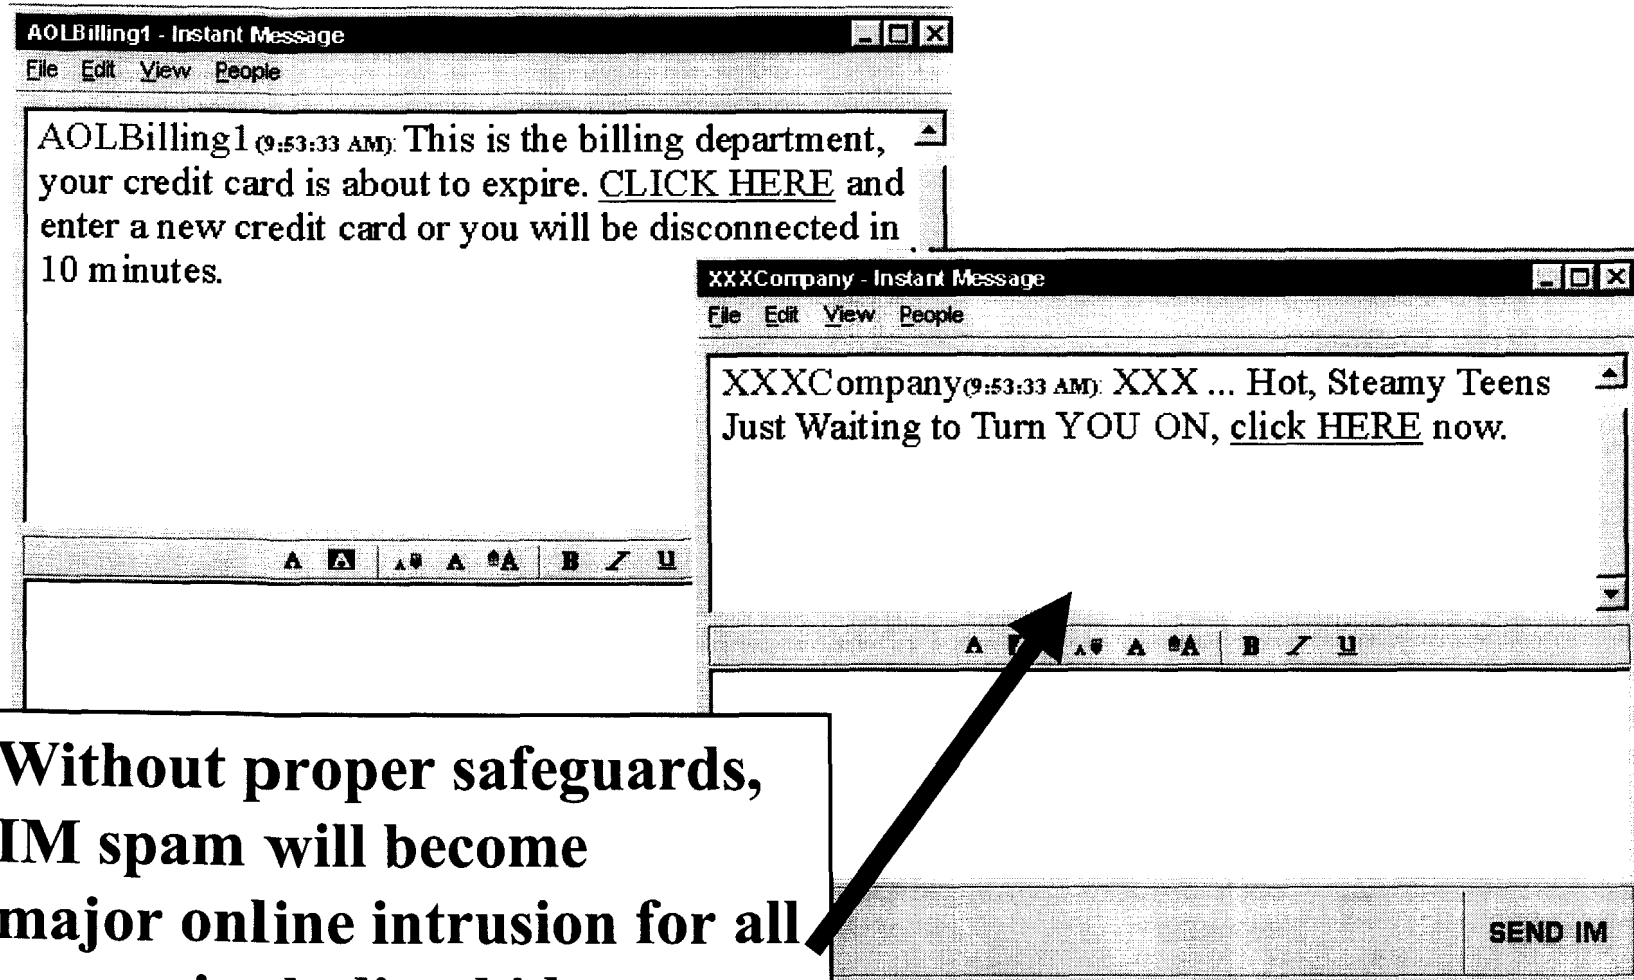 AOLBilling1 - Instant Message
File Edit View People
AOLBilling1 (9:53:33 AM): This is the billing department,
your credit card is about to expire. CLICK HERE and
enter a new credit card or you will be disconnected in
10 minutes.
XXXCompany - Instant Message
File Edit View People
XXXCompany (9:53:33 AM): XXX ... Hot, Steamy Teens
Just Waiting to Turn YOU ON, click HERE now.
A A A A A B I U
A A A A B I U
Without proper safeguards,
IM spam will become
major online intrusion for all
SEND IM